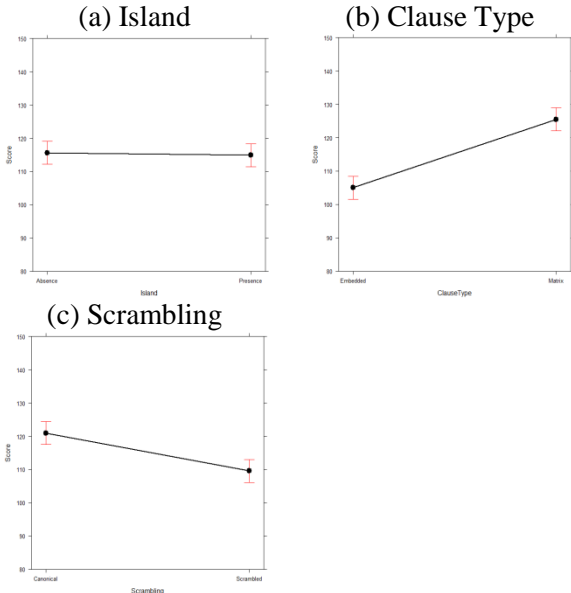 (a) Island
150
140
130
120
110
100
90
80
Score
Absence Presence
Island
(b) Clause Type
150
140
130
120
110
100
90
80
Score
Embedded Matrix
ClauseType
(c) Scrambling
150
140
130
120
110
100
90
80
Score
Canonical Scrambled
Scrambling